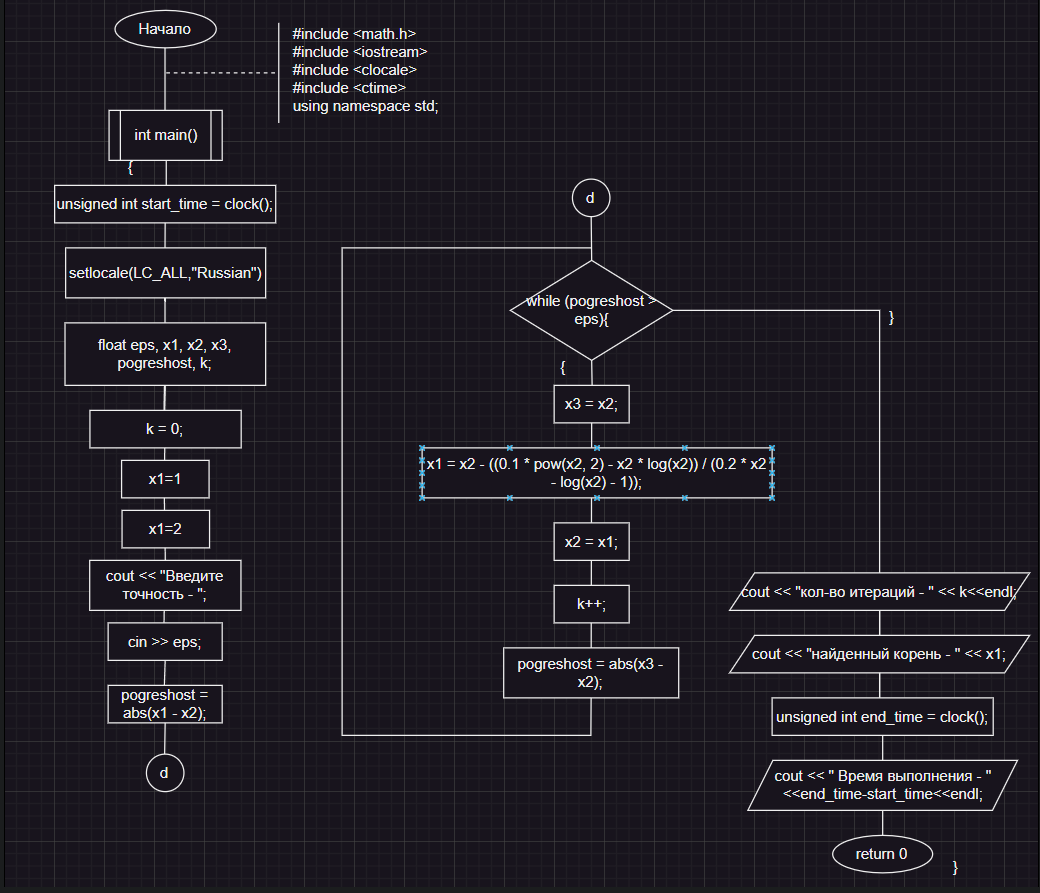 Начало
#include <math.h>
#include <iostream>
#include <clocale>
#include <ctime>
using namespace std;
int main()
{
unsigned int start_time = clock();
setlocale(LC_ALL,"Russian")
float eps, x1, x2, x3,
pogreshost, k;
k = 0;
x1=1
x1=2
cout << "Введите
точность - ";
cin >> eps;
pogreshost =
abs(x1 - x2);
d
d
while (pogreshost >
eps){
}
{
x3 = x2;
x1 = x2 - ((0.1 * pow(x2, 2) - x2 * log(x2)) / (0.2 * x2
- log(x2) - 1));
x2 = x1;
k++;
pogreshost = abs(x3 -
x2);
cout << "кол-во итераций - " << k<<endl;
cout << "найденный корень - " << x1;
unsigned int end_time = clock();
cout << " Время выполнения - "
<<end_time-start_time<<endl;
return 0
}